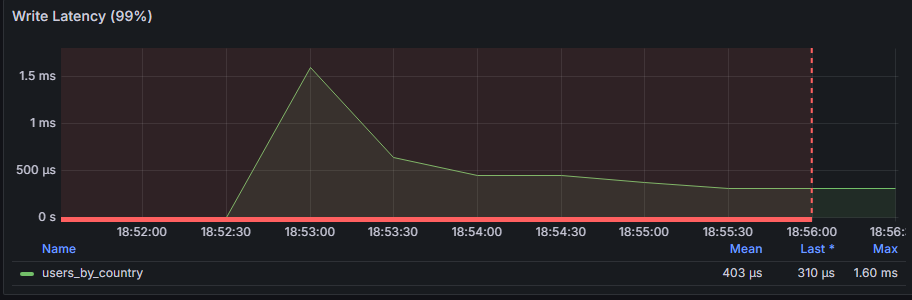 Write Latency (99%)
1.5 ms
1 ms
500 µs
0 s
18:52:00 18:52:30 18:53:00 18:53:30 18:54:00 18:54:30 18:55:00 18:55:30 18:56:00 18:56:
Name Mean Last * Max
users_by_country 403 µs 310 µs 1.60 ms